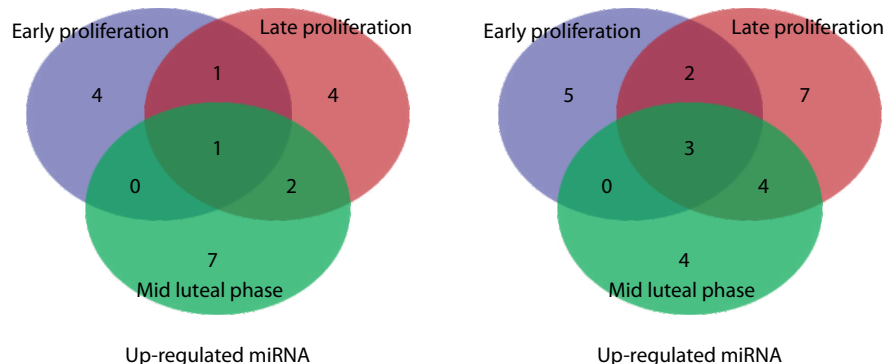 Early proliferation
Late proliferation
4
1
4
1
0
2
7
Mid luteal phase
Up-regulated miRNA
Early proliferation
Late proliferation
5
2
7
3
0
4
4
Mid luteal phase
Up-regulated miRNA